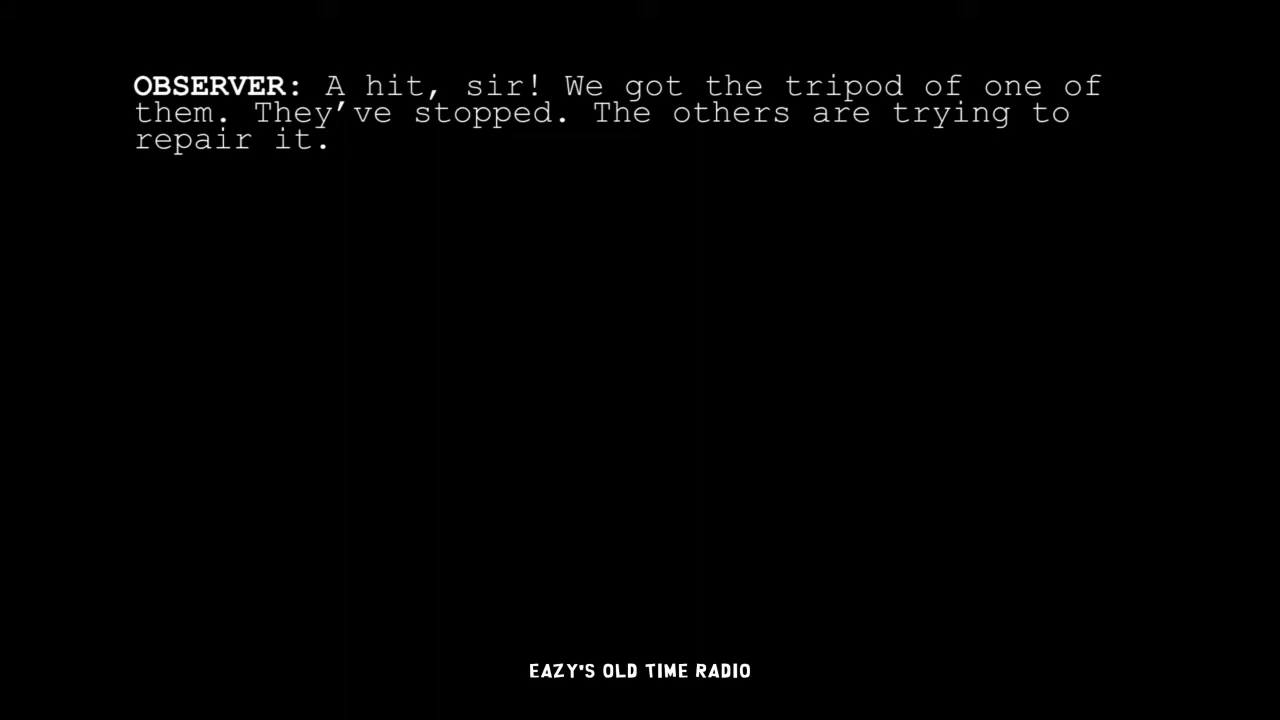 OBSERVER: A hit, sir! We got the tripod of one of
them. They’ve stopped. The others are trying to
repair it.
EAZY'S OLD TIME RADIO